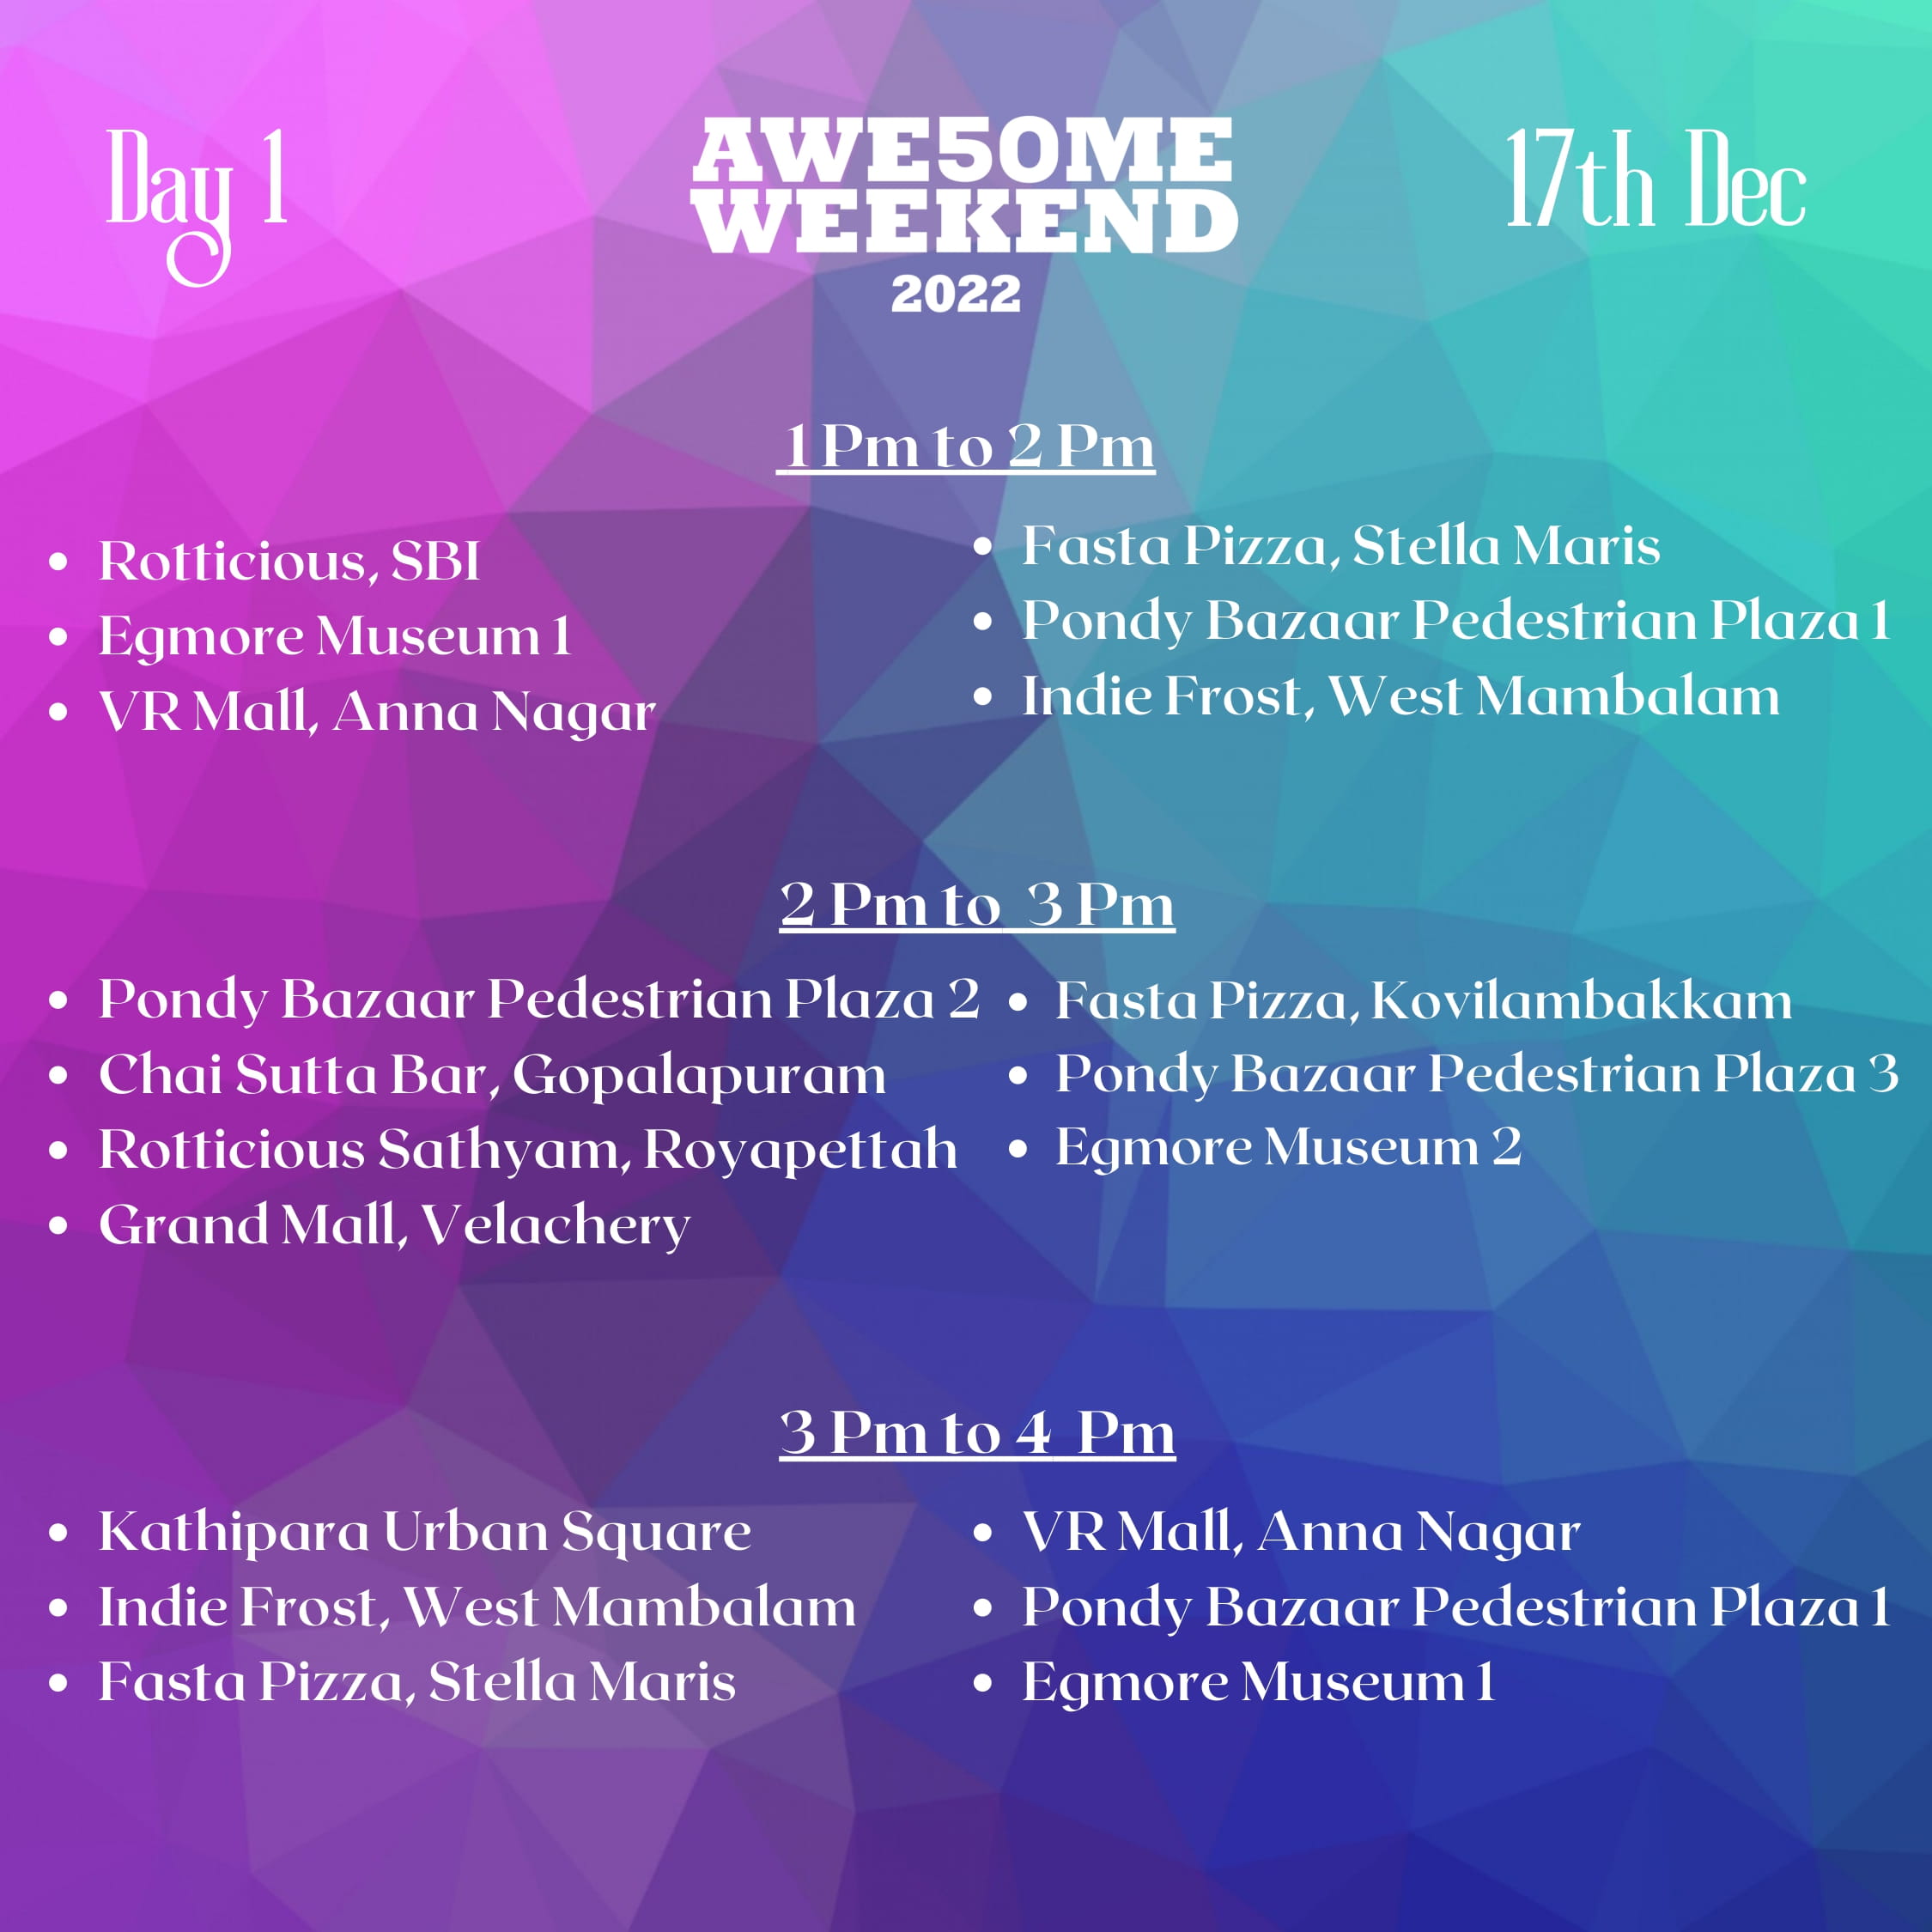 Day 1
AWE50ME
WEEKEND
2022
17th Dec
1 Pm to 2 Pm
• Rotticious, SBI
• Egmore Museum 1
• VR Mall, Anna Nagar
• Fasta Pizza, Stella Maris
• Pondy Bazaar Pedestrian Plaza 1
• Indie Frost, West Mambalam
2 Pm to 3 Pm
• Pondy Bazaar Pedestrian Plaza 2
• Chai Sutta Bar, Gopalapuram
• Rotticious Sathyam, Royapettah
• Grand Mall, Velachery
• Fasta Pizza, Kovilambakkam
• Pondy Bazaar Pedestrian Plaza 3
• Egmore Museum 2
3 Pm to 4 Pm
• Kathipara Urban Square
• Indie Frost, West Mambalam
• Fasta Pizza, Stella Maris
• VR Mall, Anna Nagar
• Pondy Bazaar Pedestrian Plaza 1
• Egmore Museum 1